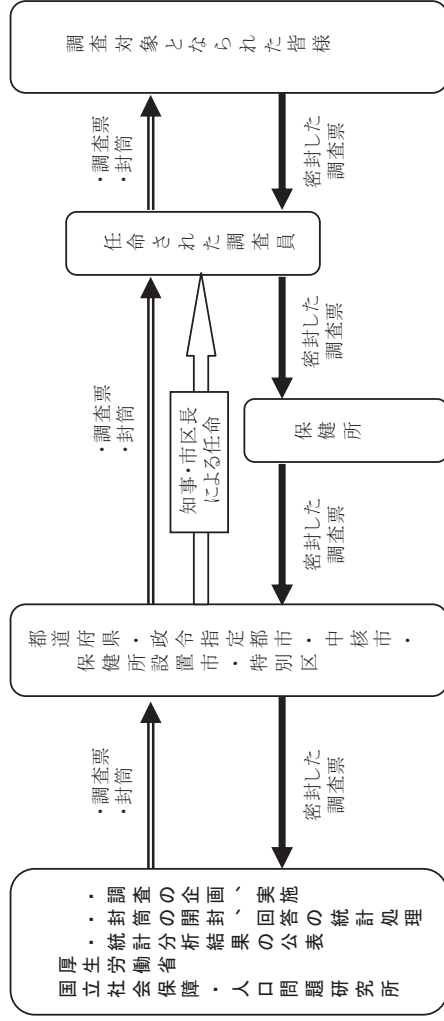 ・調査の企画、実施
・封筒の開封、回答の統計処理
・統計分析結果の公表
厚生労働省
国立社会保障・人口問題研究所
・調査票
・封筒
密封した
調査票
都道府県・政令指定都市・中核市・
保健所設置市・特別区
・調査票
・封筒
知事・市区長
による任命
密封した
調査票
保健所
密封した
調査票
任命された調査員
・調査票
・封筒
密封した
調査票
調査対象となられた皆様